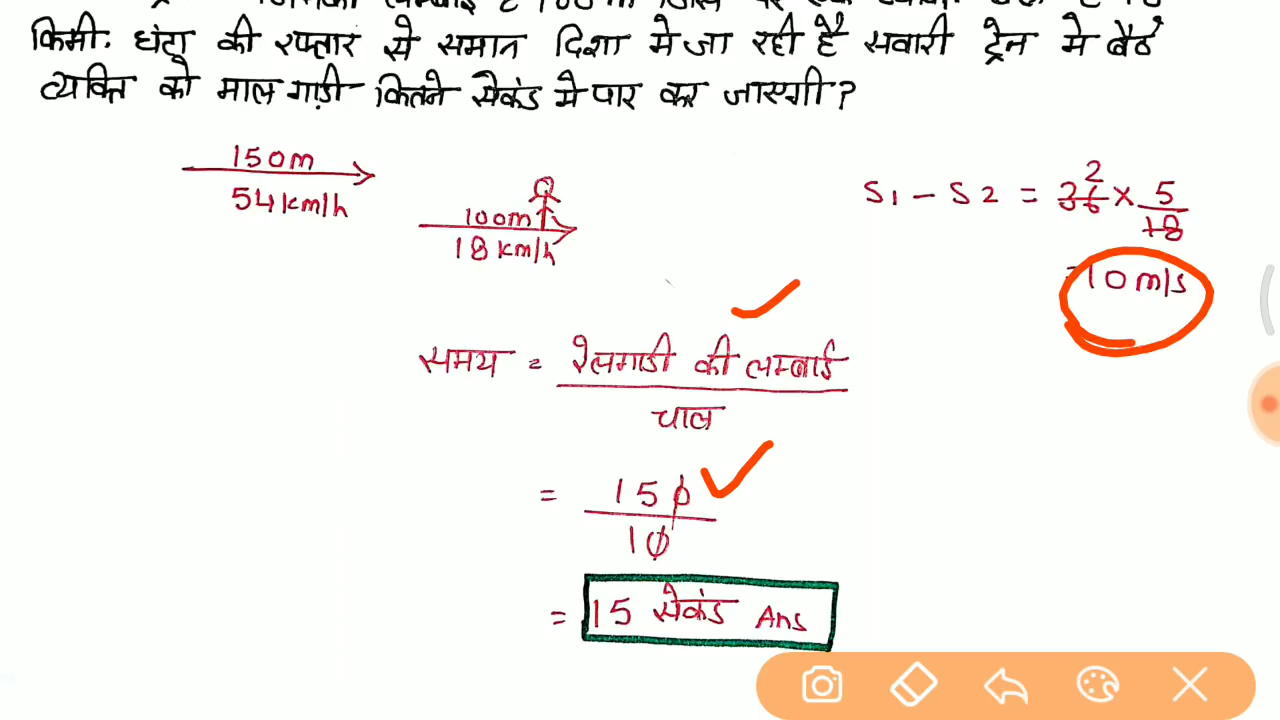 किमी. घंटा की रफ्तार से समान दिशा मे जा रही है सवारी ट्रेन मे बैठे
व्यक्ति को माल गाड़ी कितने सेकंड मे पार कर जाएगी?
150m
54km/h
100m
18km/h
S1 - S2 = 36 2 × 5/18
=10 m/s
समय = रेलगाडी की लम्बाई
चाल
= 150
10
= 15 सेकंड Ans